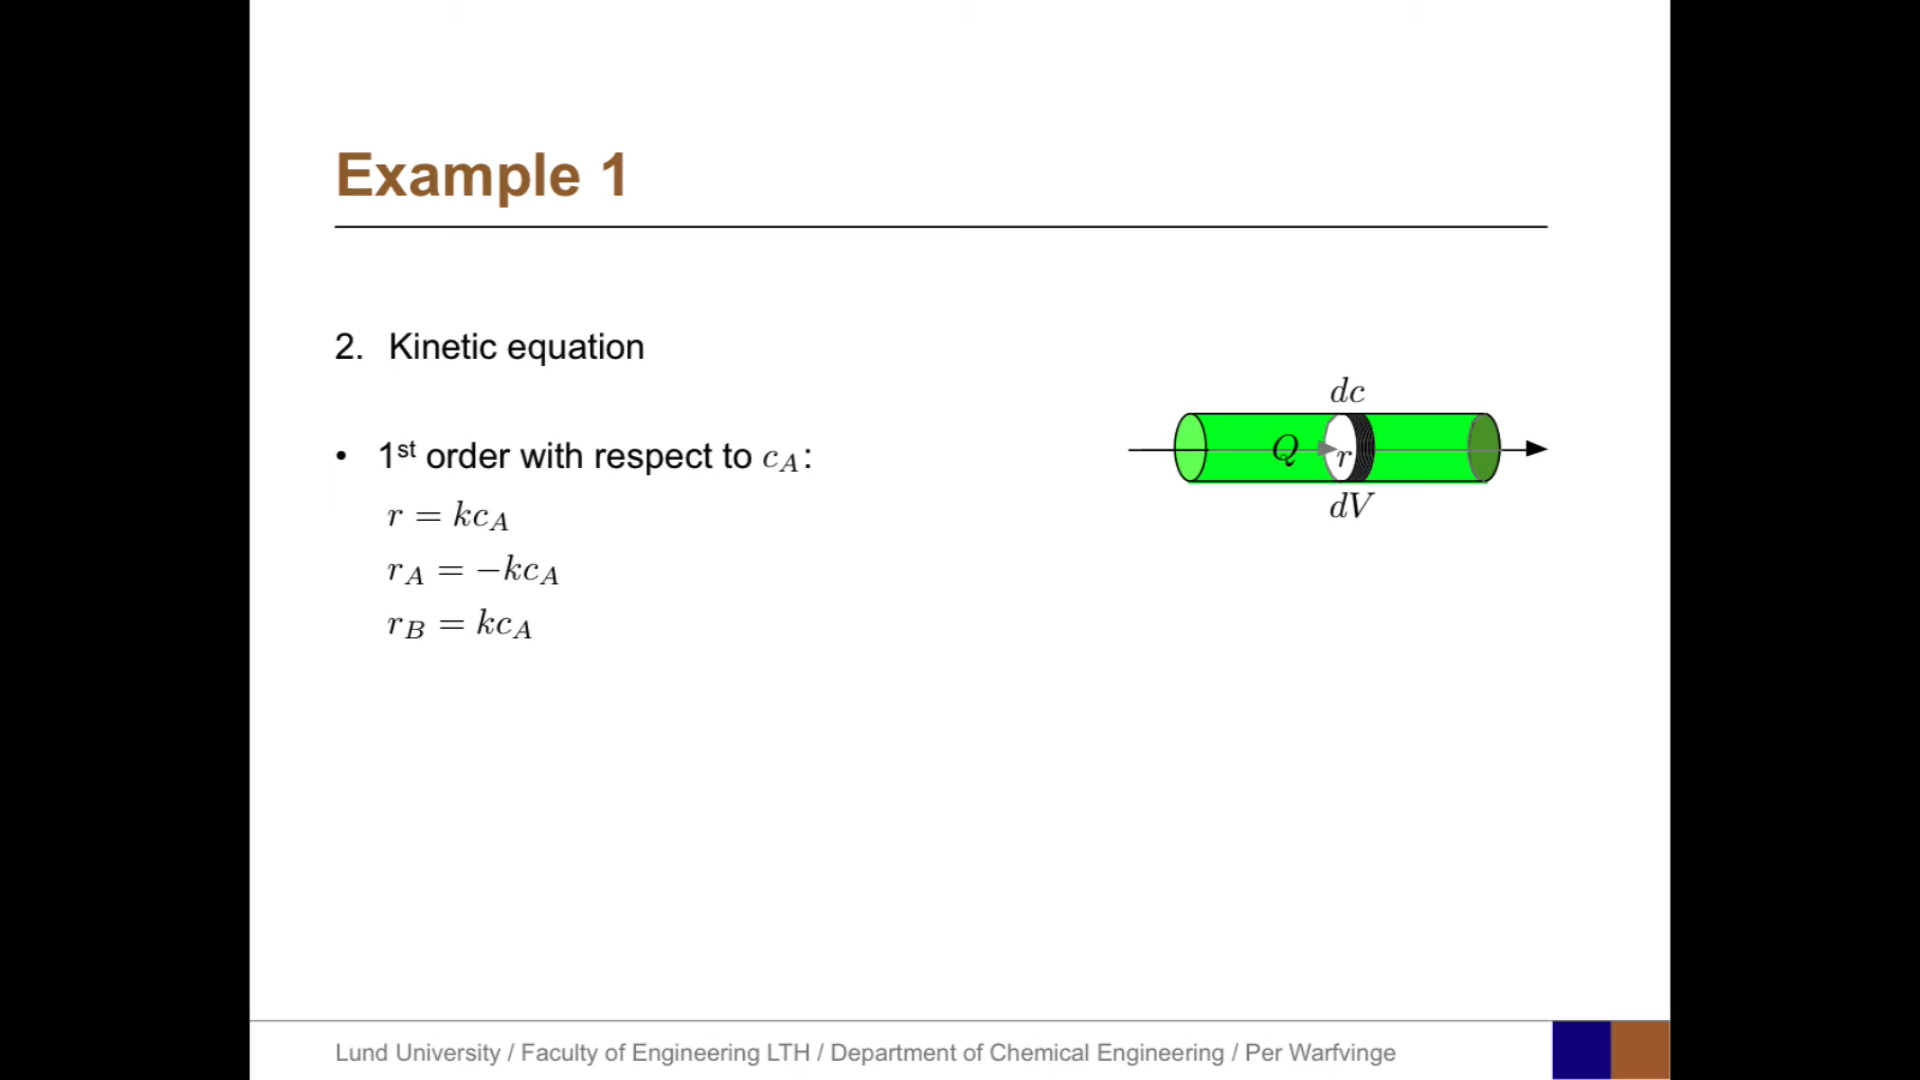 Example 1
2. Kinetic equation
• 1st order with respect to c_A:
r = kc_A
r_A = −kc_A
r_B = kc_A
dc
Q
r
dV
Lund University / Faculty of Engineering LTH / Department of Chemical Engineering / Per Warfvinge